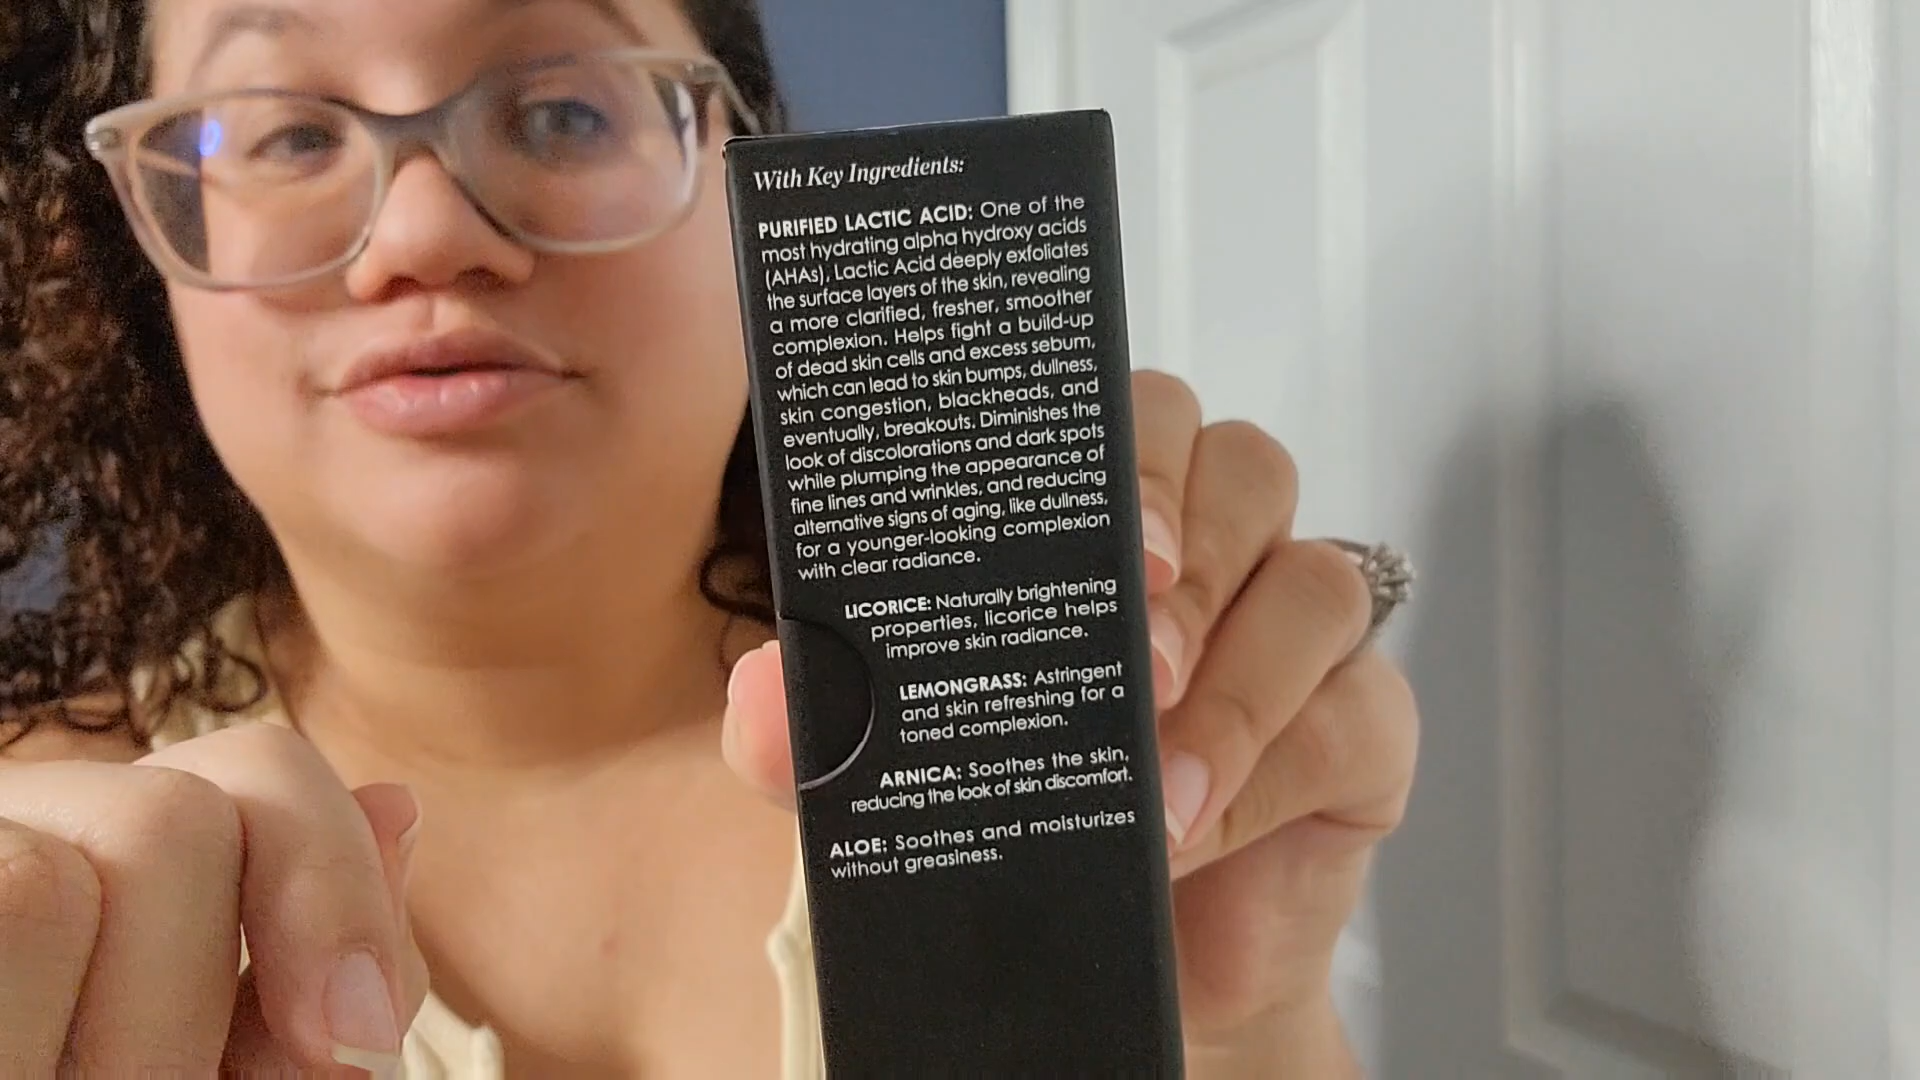 With Key Ingredients:
PURIFIED LACTIC ACID: One of the
most hydrating alpha hydroxy acids
(AHAs), Lactic Acid deeply exfoliates
the surface layers of the skin, revealing
a more clarified, fresher, smoother
complexion. Helps fight a build-up
of dead skin cells and excess sebum,
which can lead to skin bumps, dullness,
skin congestion, blackheads, and
eventually, breakouts. Diminishes the
look of discolorations and dark spots
while plumping the appearance of
fine lines and wrinkles, and reducing
alternative signs of aging, like dullness,
for a younger-looking complexion
with clear radiance.
LICORICE: Naturally brightening
properties, licorice helps
improve skin radiance.
LEMONGRASS: Astringent
and skin refreshing for a
toned complexion.
ARNICA: Soothes the skin,
reducing the look of skin discomfort.
ALOE: Soothes and moisturizes
without greasiness.